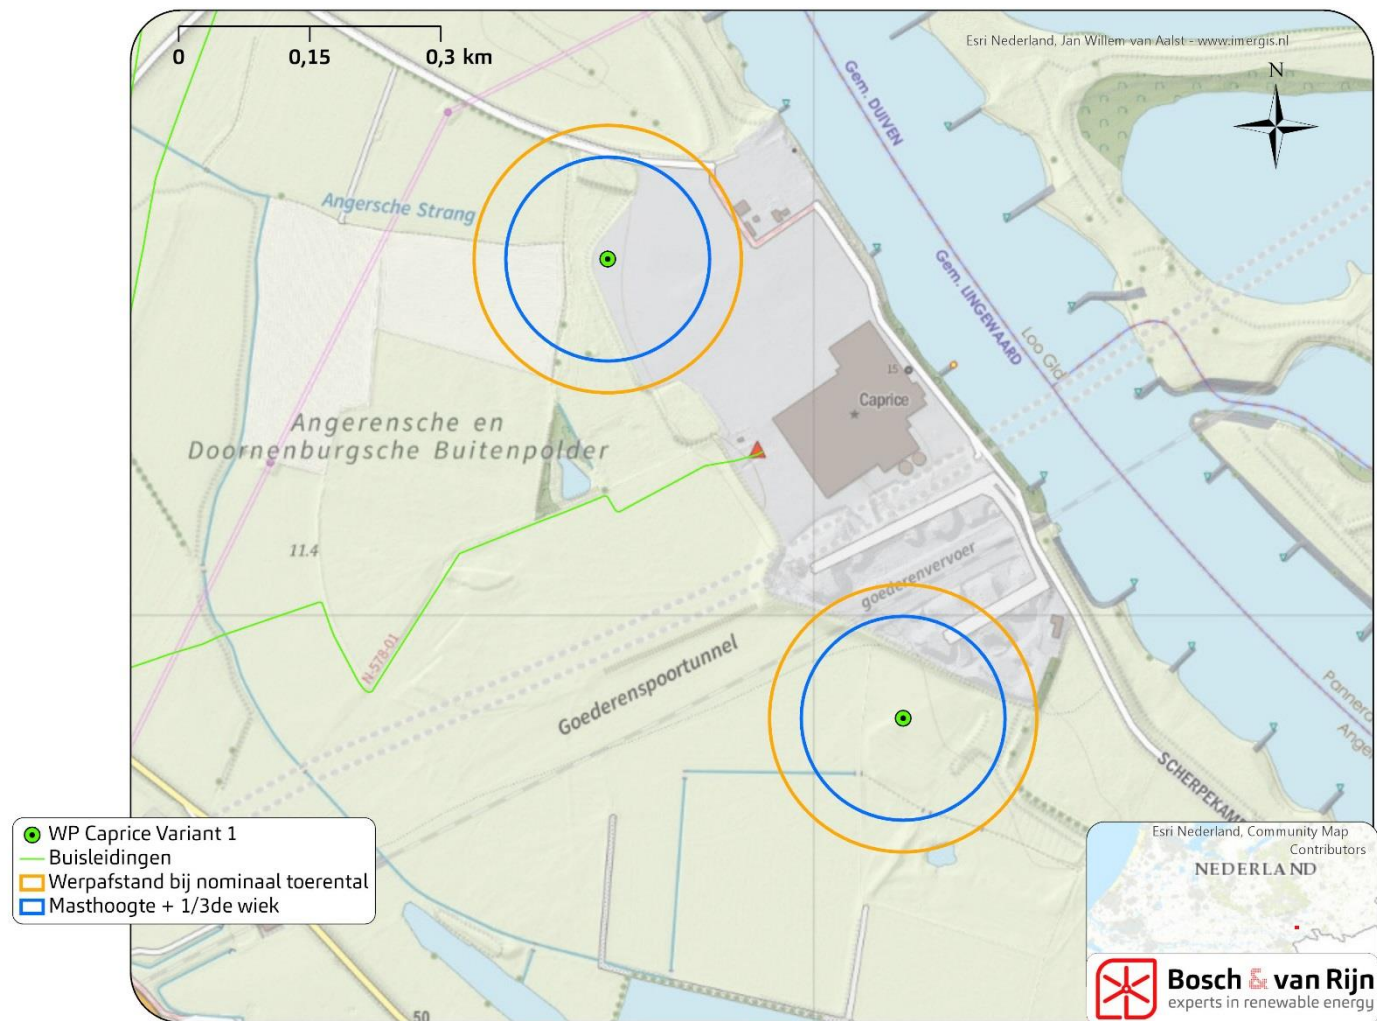 0 0,15 0,3 km
Esri Nederland, Jan Willem van Aalst - www.imergis.nl
N
Gem. DUIVEN
Angersche Strang
Gem. LINGEWAARD
Loo Gld
15
Caprice
Angerensche en
Doornenburgsche Buitenpolder
11.4
goederenvervoer
N-578-01
Goederenspoortunnel
Pannerd
Anger
SCHERPEKAM
WP Caprice Variant 1
Buisleidingen
Werpafstand bij nominaal toerental
Masthoogte + 1/3de wiek
Esri Nederland, Community Map
Contributors
NEDERLAND
50
Bosch & van Rijn
experts in renewable energy